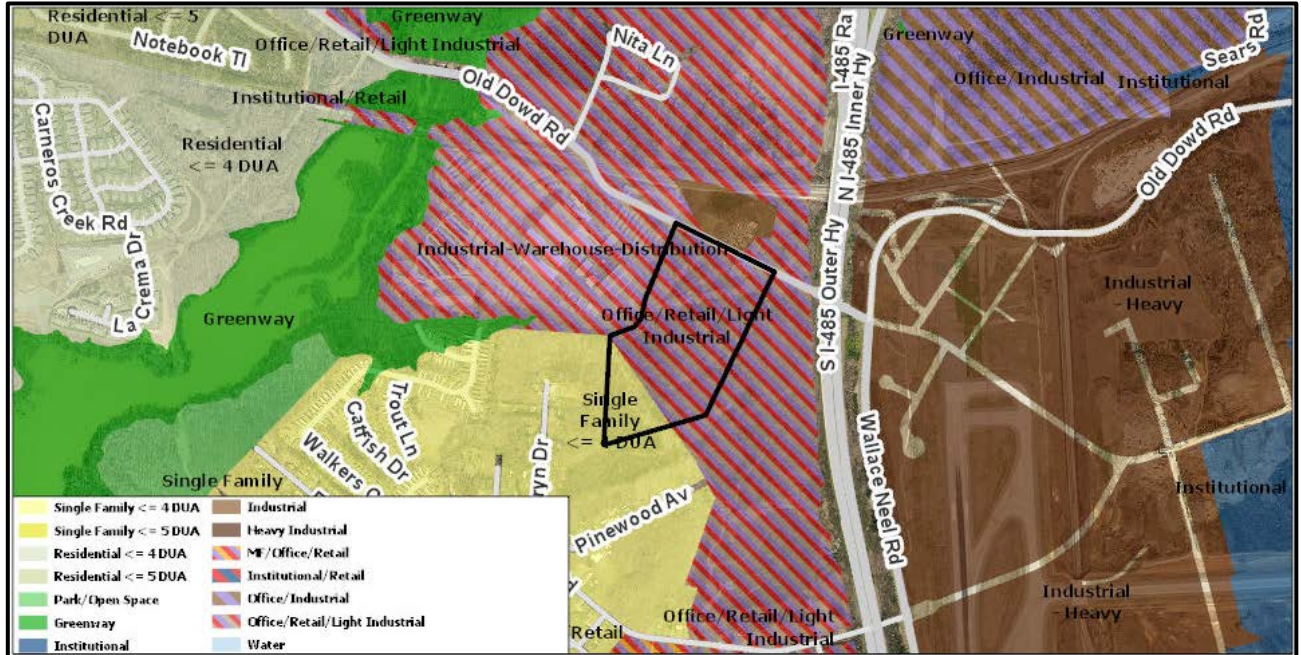 Residential <= 5
DUA
Notebook Tl
Greenway
Office/Retail/Light Industrial
Nita Ln
Old Dowd Rd
I-485 Ra
N I-485 Inner Hy
Greenway
Office/Industrial
Institutional
Sears Rd
Institutional/Retail
Carneros Creek Rd
Residential
<= 4 DUA
Old Dowd Rd
La Crema Dr
Industrial-Warehouse-Distribution
Greenway
Office/Retail/Light
Industrial
S I-485 Outer Hy
Industrial
- Heavy
Trout Ln
Catfish Dr
Walkers
Single
Family
<= DUA
ryn Dr
Wallace Neel Rd
Single Family
Pinewood Av
Institutional
Industrial
- Heavy
Office/Retail/Light
Industrial
Retail
Single Family <= 4 DUA
Single Family <= 5 DUA
Residential <= 4 DUA
Residential <= 5 DUA
Park/Open Space
Greenway
Institutional
Industrial
Heavy Industrial
MF/Office/Retail
Institutional/Retail
Office/Industrial
Office/Retail/Light Industrial
Water